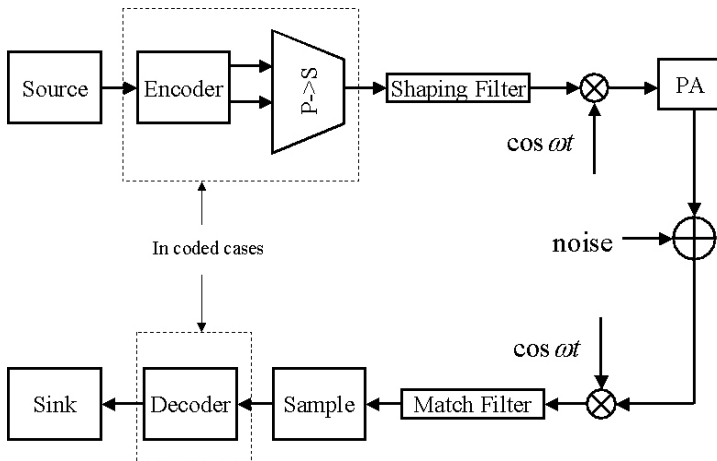 Source
Encoder
P->S
Shaping Filter
PA
cos ωt
noise
In coded cases
cos ωt
Sink
Decoder
Sample
Match Filter